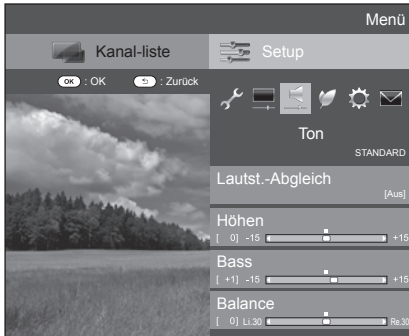 Menü
Kanal-liste
Setup
OK : OK
: Zurück
Ton
STANDARD
Lautst.-Abgleich
[Aus]
Höhen
[ 0] -15 +15
Bass
[ +1] -15 +15
Balance
[ 0] Li.30 Re.30